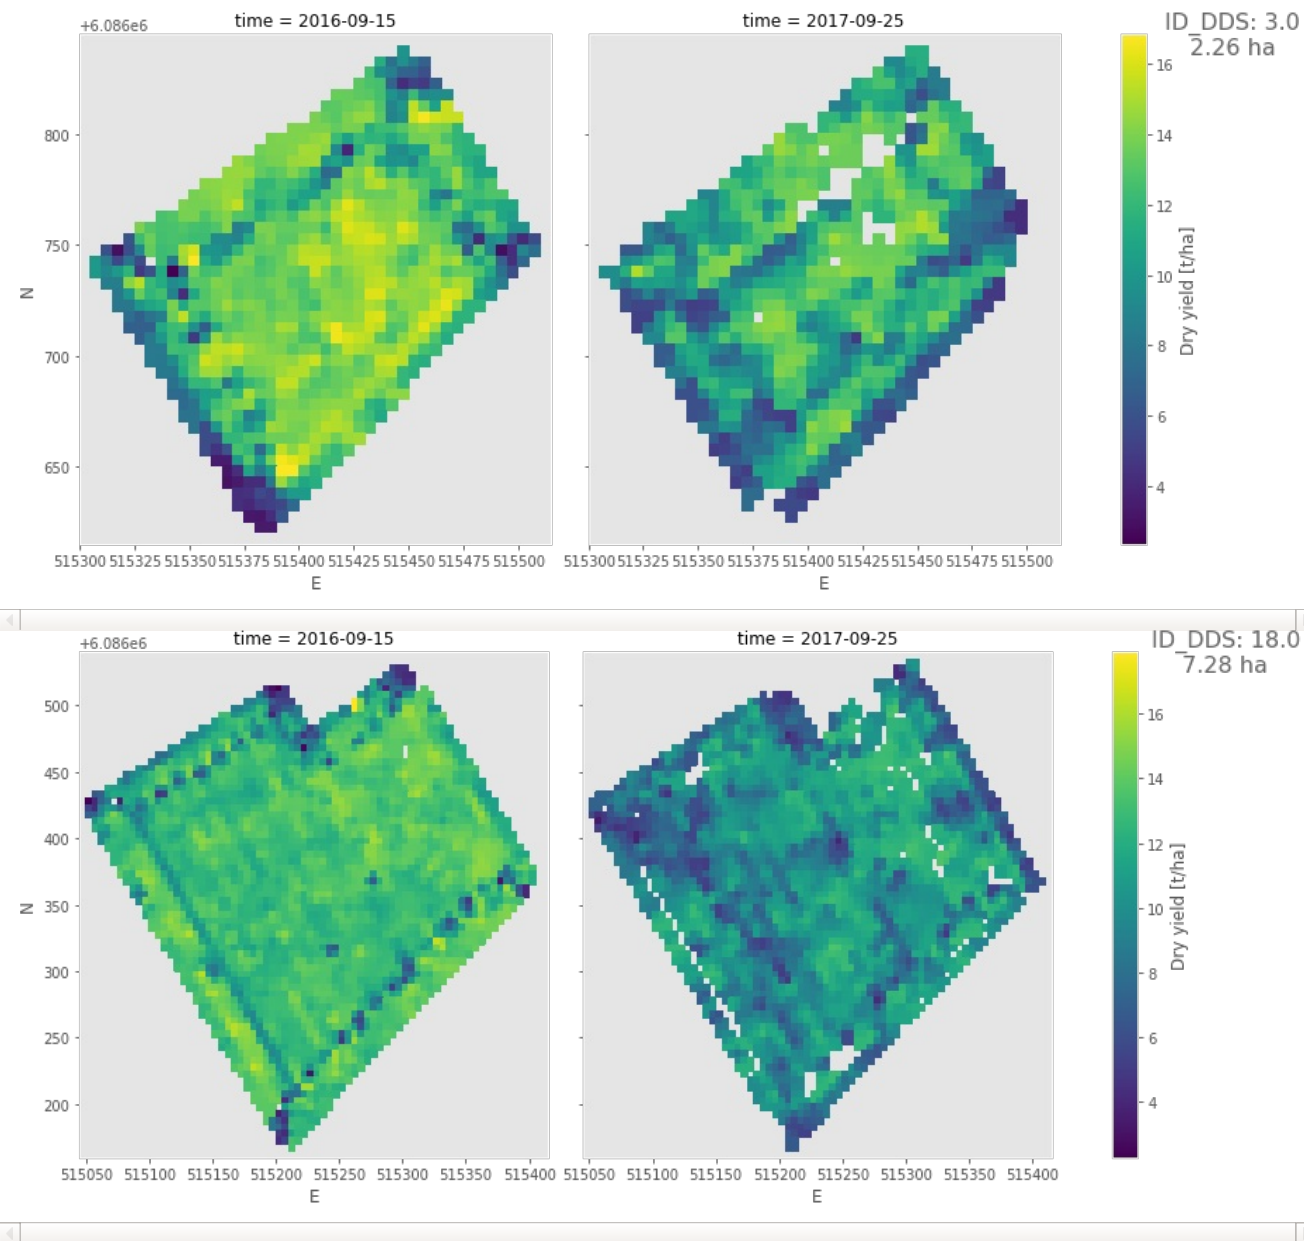 time = 2016-09-15
time = 2017-09-25
ID_DDS: 3.0
2.26 ha
+6.086e6
800
750
700
650
N
515300 515325 515350 515375 515400 515425 515450 515475 515500
E
515300 515325 515350 515375 515400 515425 515450 515475 515500
E
16
14
12
10
8
6
4
Dry yield [t/ha]
time = 2016-09-15
time = 2017-09-25
ID_DDS: 18.0
7.28 ha
+6.086e6
500
450
400
350
300
250
200
N
515050 515100 515150 515200 515250 515300 515350 515400
E
515050 515100 515150 515200 515250 515300 515350 515400
E
16
14
12
10
8
6
4
Dry yield [t/ha]